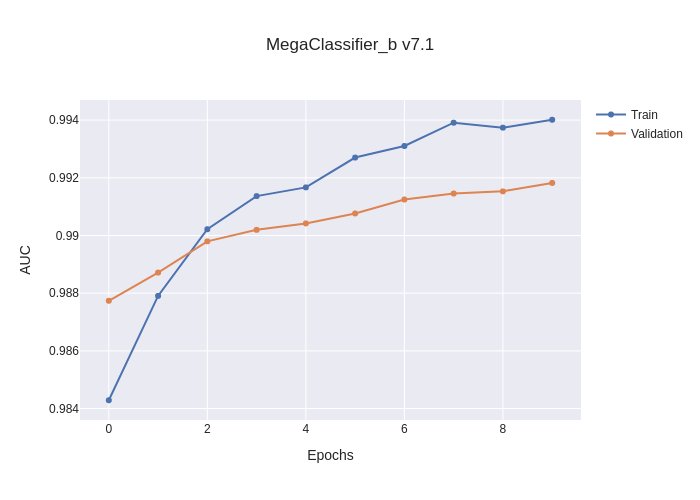 MegaClassifier_b v7.1
0.994
0.992
0.99
0.988
0.986
0.984
AUC
0 2 4 6 8
Epochs
Train
Validation